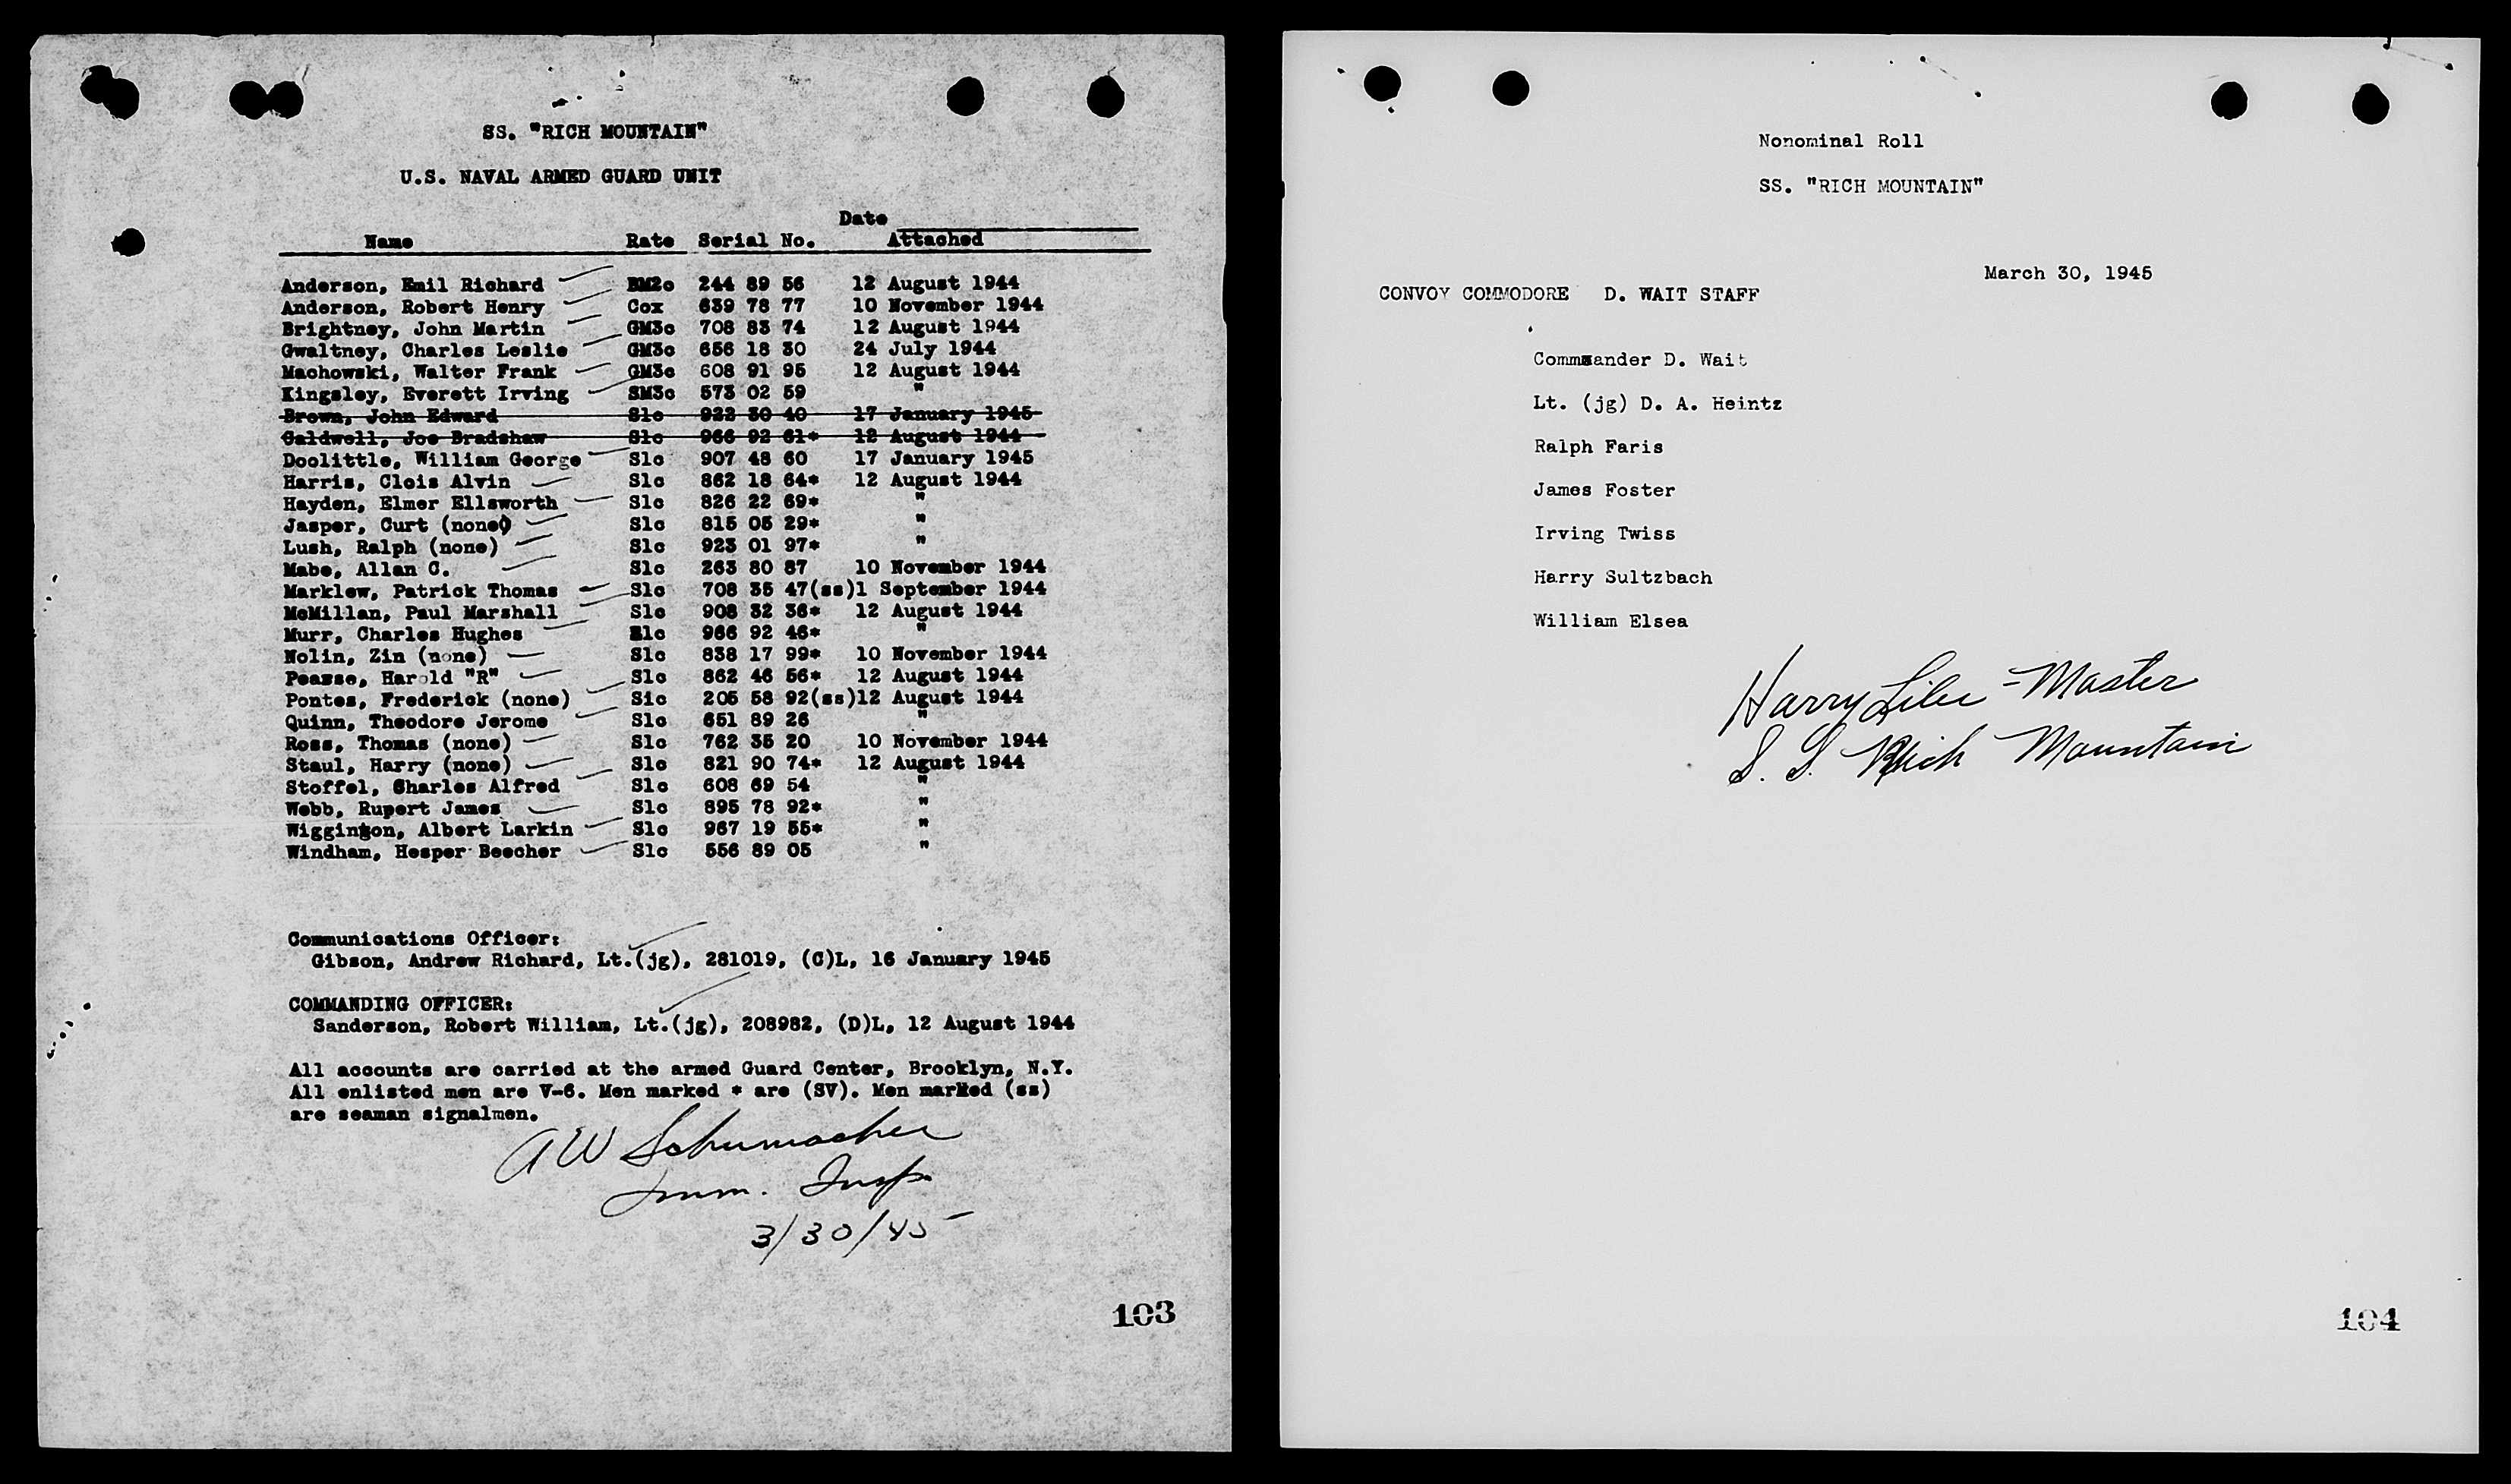 SS. "RICH MOUNTAIN"
U.S. NAVAL ARMED GUARD UNIT
Date
Name Rate Serial No. Attached
Anderson, Emil Richard BM2c 244 89 56 12 August 1944
Anderson, Robert Henry Cox 639 78 77 10 November 1944
Brightney, John Martin GM3c 708 83 74 12 August 1944
Gwaltney, Charles Leslie GM3c 656 18 30 24 July 1944
Machowski, Walter Frank GM3c 608 91 95 12 August 1944
Kingsley, Everett Irving SM3c 573 02 59 "
Brown, John Edward S1c 922 30 40 17 January 1945
Caldwell, Joe Bradshaw S1c 966 92 61* 12 August 1944
Doolittle, William George S1c 907 48 60 17 January 1945
Harris, Clois Alvin S1c 862 18 64* 12 August 1944
Hayden, Elmer Ellsworth S1c 826 22 69* "
Jasper, Curt (none) S1c 815 05 29* "
Lush, Ralph (none) S1c 923 01 97* "
Mabe, Allan C. S1c 263 80 87 10 November 1944
Marklew, Patrick Thomas S1c 708 35 47(ss)1 September 1944
McMillan, Paul Marshall S1c 908 32 36* 12 August 1944
Murr, Charles Hughes S1c 966 92 46* "
Nolin, Zin (none) S1c 838 17 99* 10 November 1944
Pearse, Harold "R" S1c 862 46 56* 12 August 1944
Pontes, Frederick (none) S1c 205 58 92(ss)12 August 1944
Quinn, Theodore Jerome S1c 651 89 26 "
Ross, Thomas (none) S1c 762 35 20 10 November 1944
Staul, Harry (none) S1c 821 90 74* 12 August 1944
Stoffel, Charles Alfred S1c 608 69 54 "
Webb, Rupert James S1c 895 78 92* "
Wiggington, Albert Larkin S1c 967 19 55* "
Windham, Hesper Beecher S1c 556 89 05 "
Communications Officer:
Gibson, Andrew Richard, Lt.(jg), 281019, (C)L, 16 January 1945
COMMANDING OFFICER:
Sanderson, Robert William, Lt.(jg), 208982, (D)L, 12 August 1944
All accounts are carried at the armed Guard Center, Brooklyn, N.Y.
All enlisted men are V-6. Men marked * are (SV). Men marked (ss)
are seaman signalmen.
A W Schumacher
Imm. Insp.
3/30/45
103
Nonominal Roll
SS. "RICH MOUNTAIN"
March 30, 1945
CONVOY COMMODORE D. WAIT STAFF
Commmander D. Wait
Lt. (jg) D. A. Heintz
Ralph Faris
James Foster
Irving Twiss
Harry Sultzbach
William Elsea
Harry - Master
S. S. Rich Mountain
104